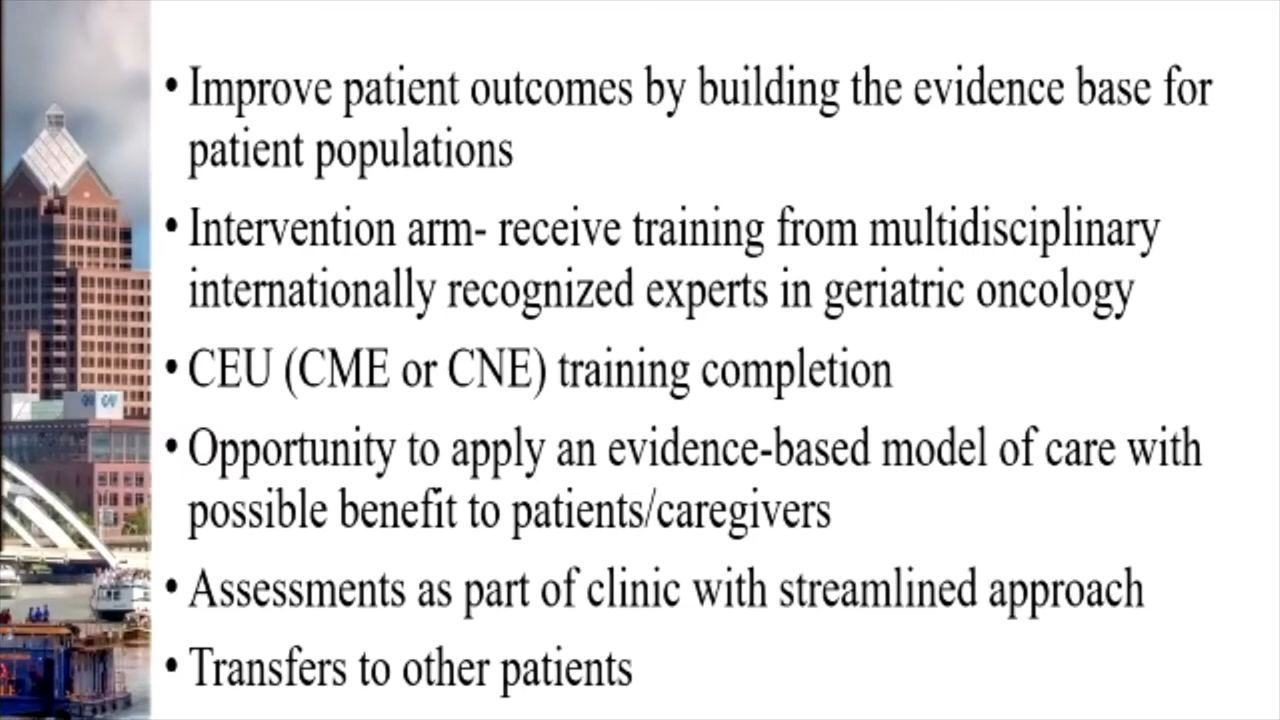 • Improve patient outcomes by building the evidence base for
patient populations
• Intervention arm- receive training from multidisciplinary
internationally recognized experts in geriatric oncology
• CEU (CME or CNE) training completion
• Opportunity to apply an evidence-based model of care with
possible benefit to patients/caregivers
• Assessments as part of clinic with streamlined approach
• Transfers to other patients